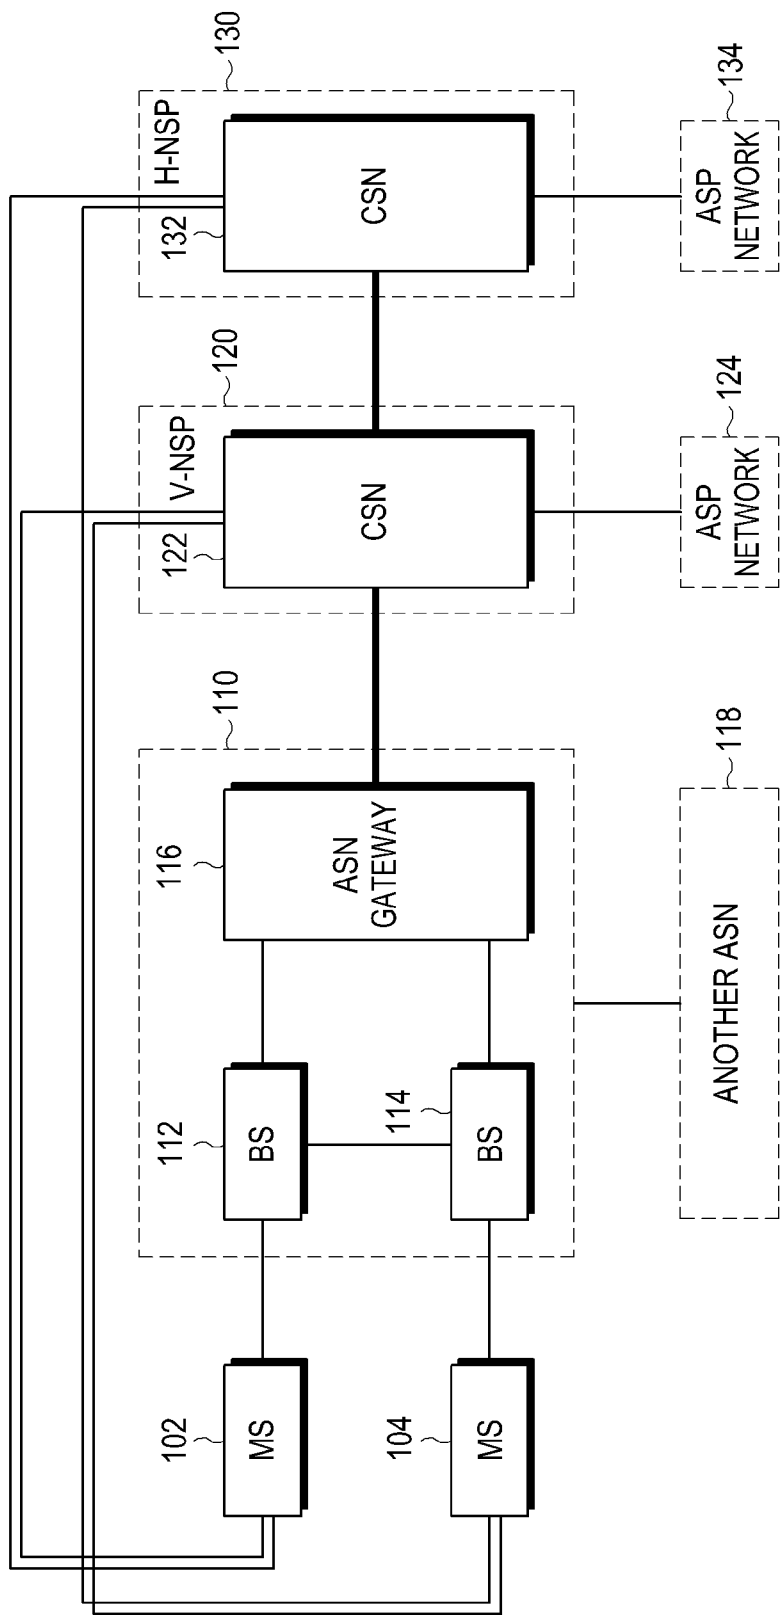 110
120
130
V-NSP
H-NSP
102
MS
112
BS
116
ASN
GATEWAY
122
CSN
132
CSN
104
MS
114
BS
118
ANOTHER ASN
124
ASP
NETWORK
134
ASP
NETWORK